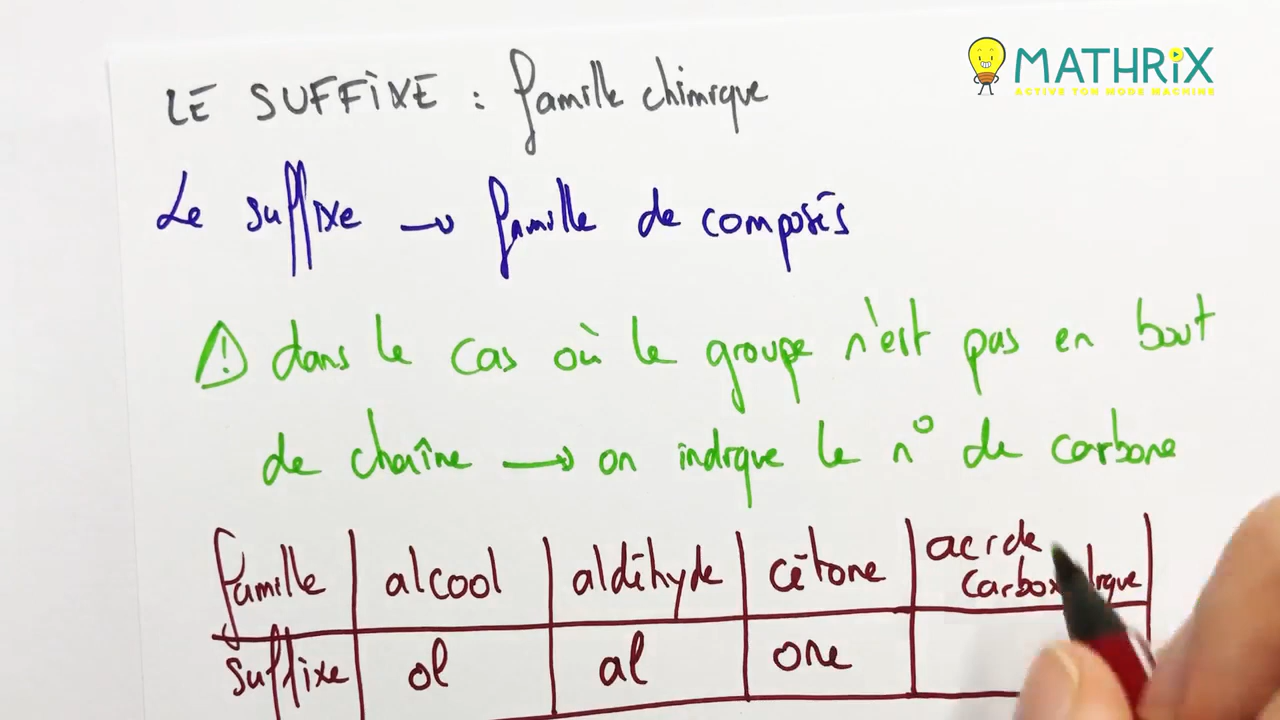 MATHRiX
ACTIVE TON MODE MACHINE
LE SUFFIXE : famille chimique
Le suffixe → famille de composés
⚠ dans le cas où le groupe n'est pas en bout
de chaîne → on indique le n° de carbone
famille alcool aldéhyde cétone acide
suffixe ol al one